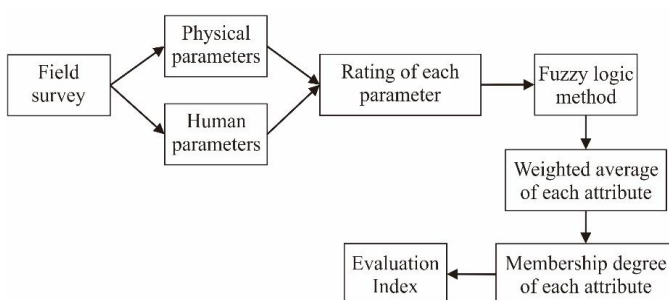 Field
survey
Physical
parameters
Human
parameters
Rating of each
parameter
Fuzzy logic
method
Weighted average
of each attribute
Membership degree
of each attribute
Evaluation
Index